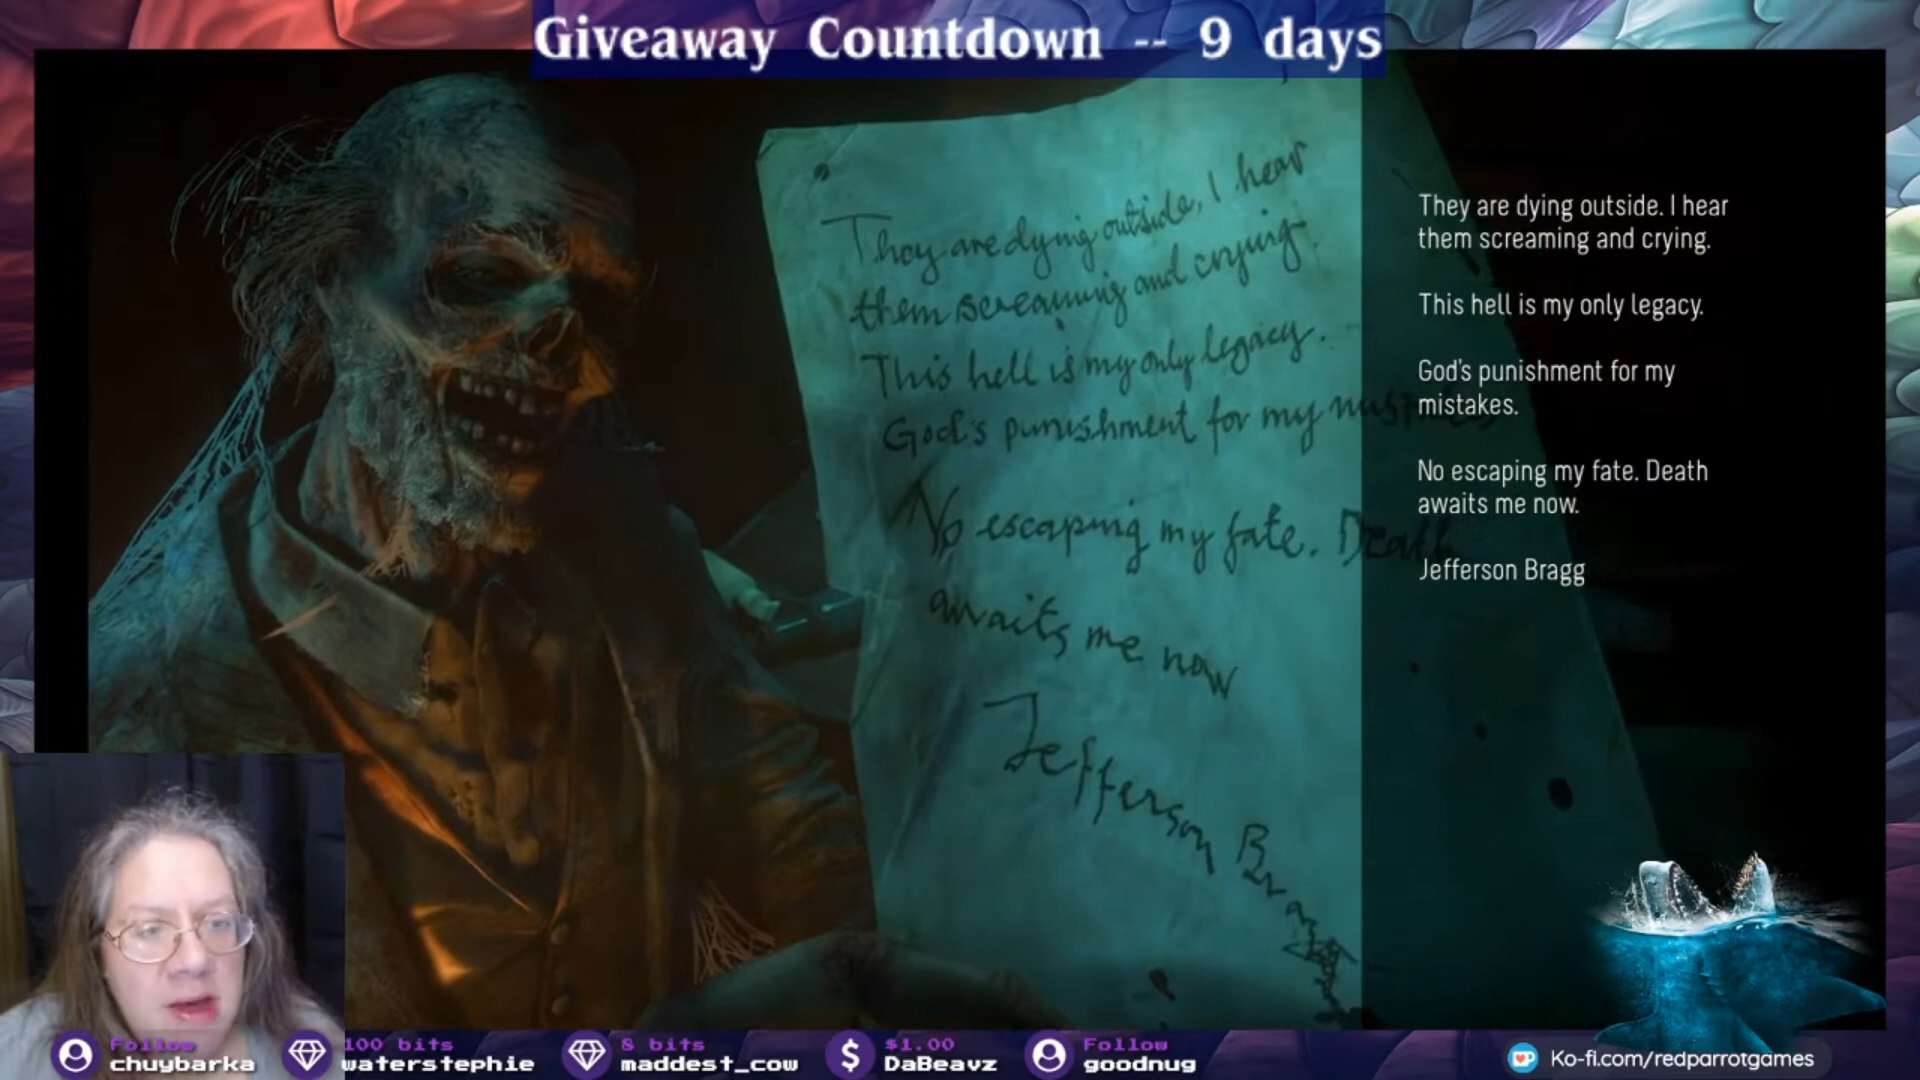 Giveaway Countdown -- 9 days
They are dying outside, I hear
them screaming and crying.
This hell is my only legacy.
God's punishment for my mistakes
No escaping my fate. Death
awaits me now
Jefferson Bragg
They are dying outside. I hear
them screaming and crying.
This hell is my only legacy.
God's punishment for my
mistakes.
No escaping my fate. Death
awaits me now.
Jefferson Bragg
Follow
chuybarka
100 bits
waterstephie
8 bits
maddest_cow
$1.00
DaBeavz
Follow
goodnug
Ko-fi.com/redparrotgames